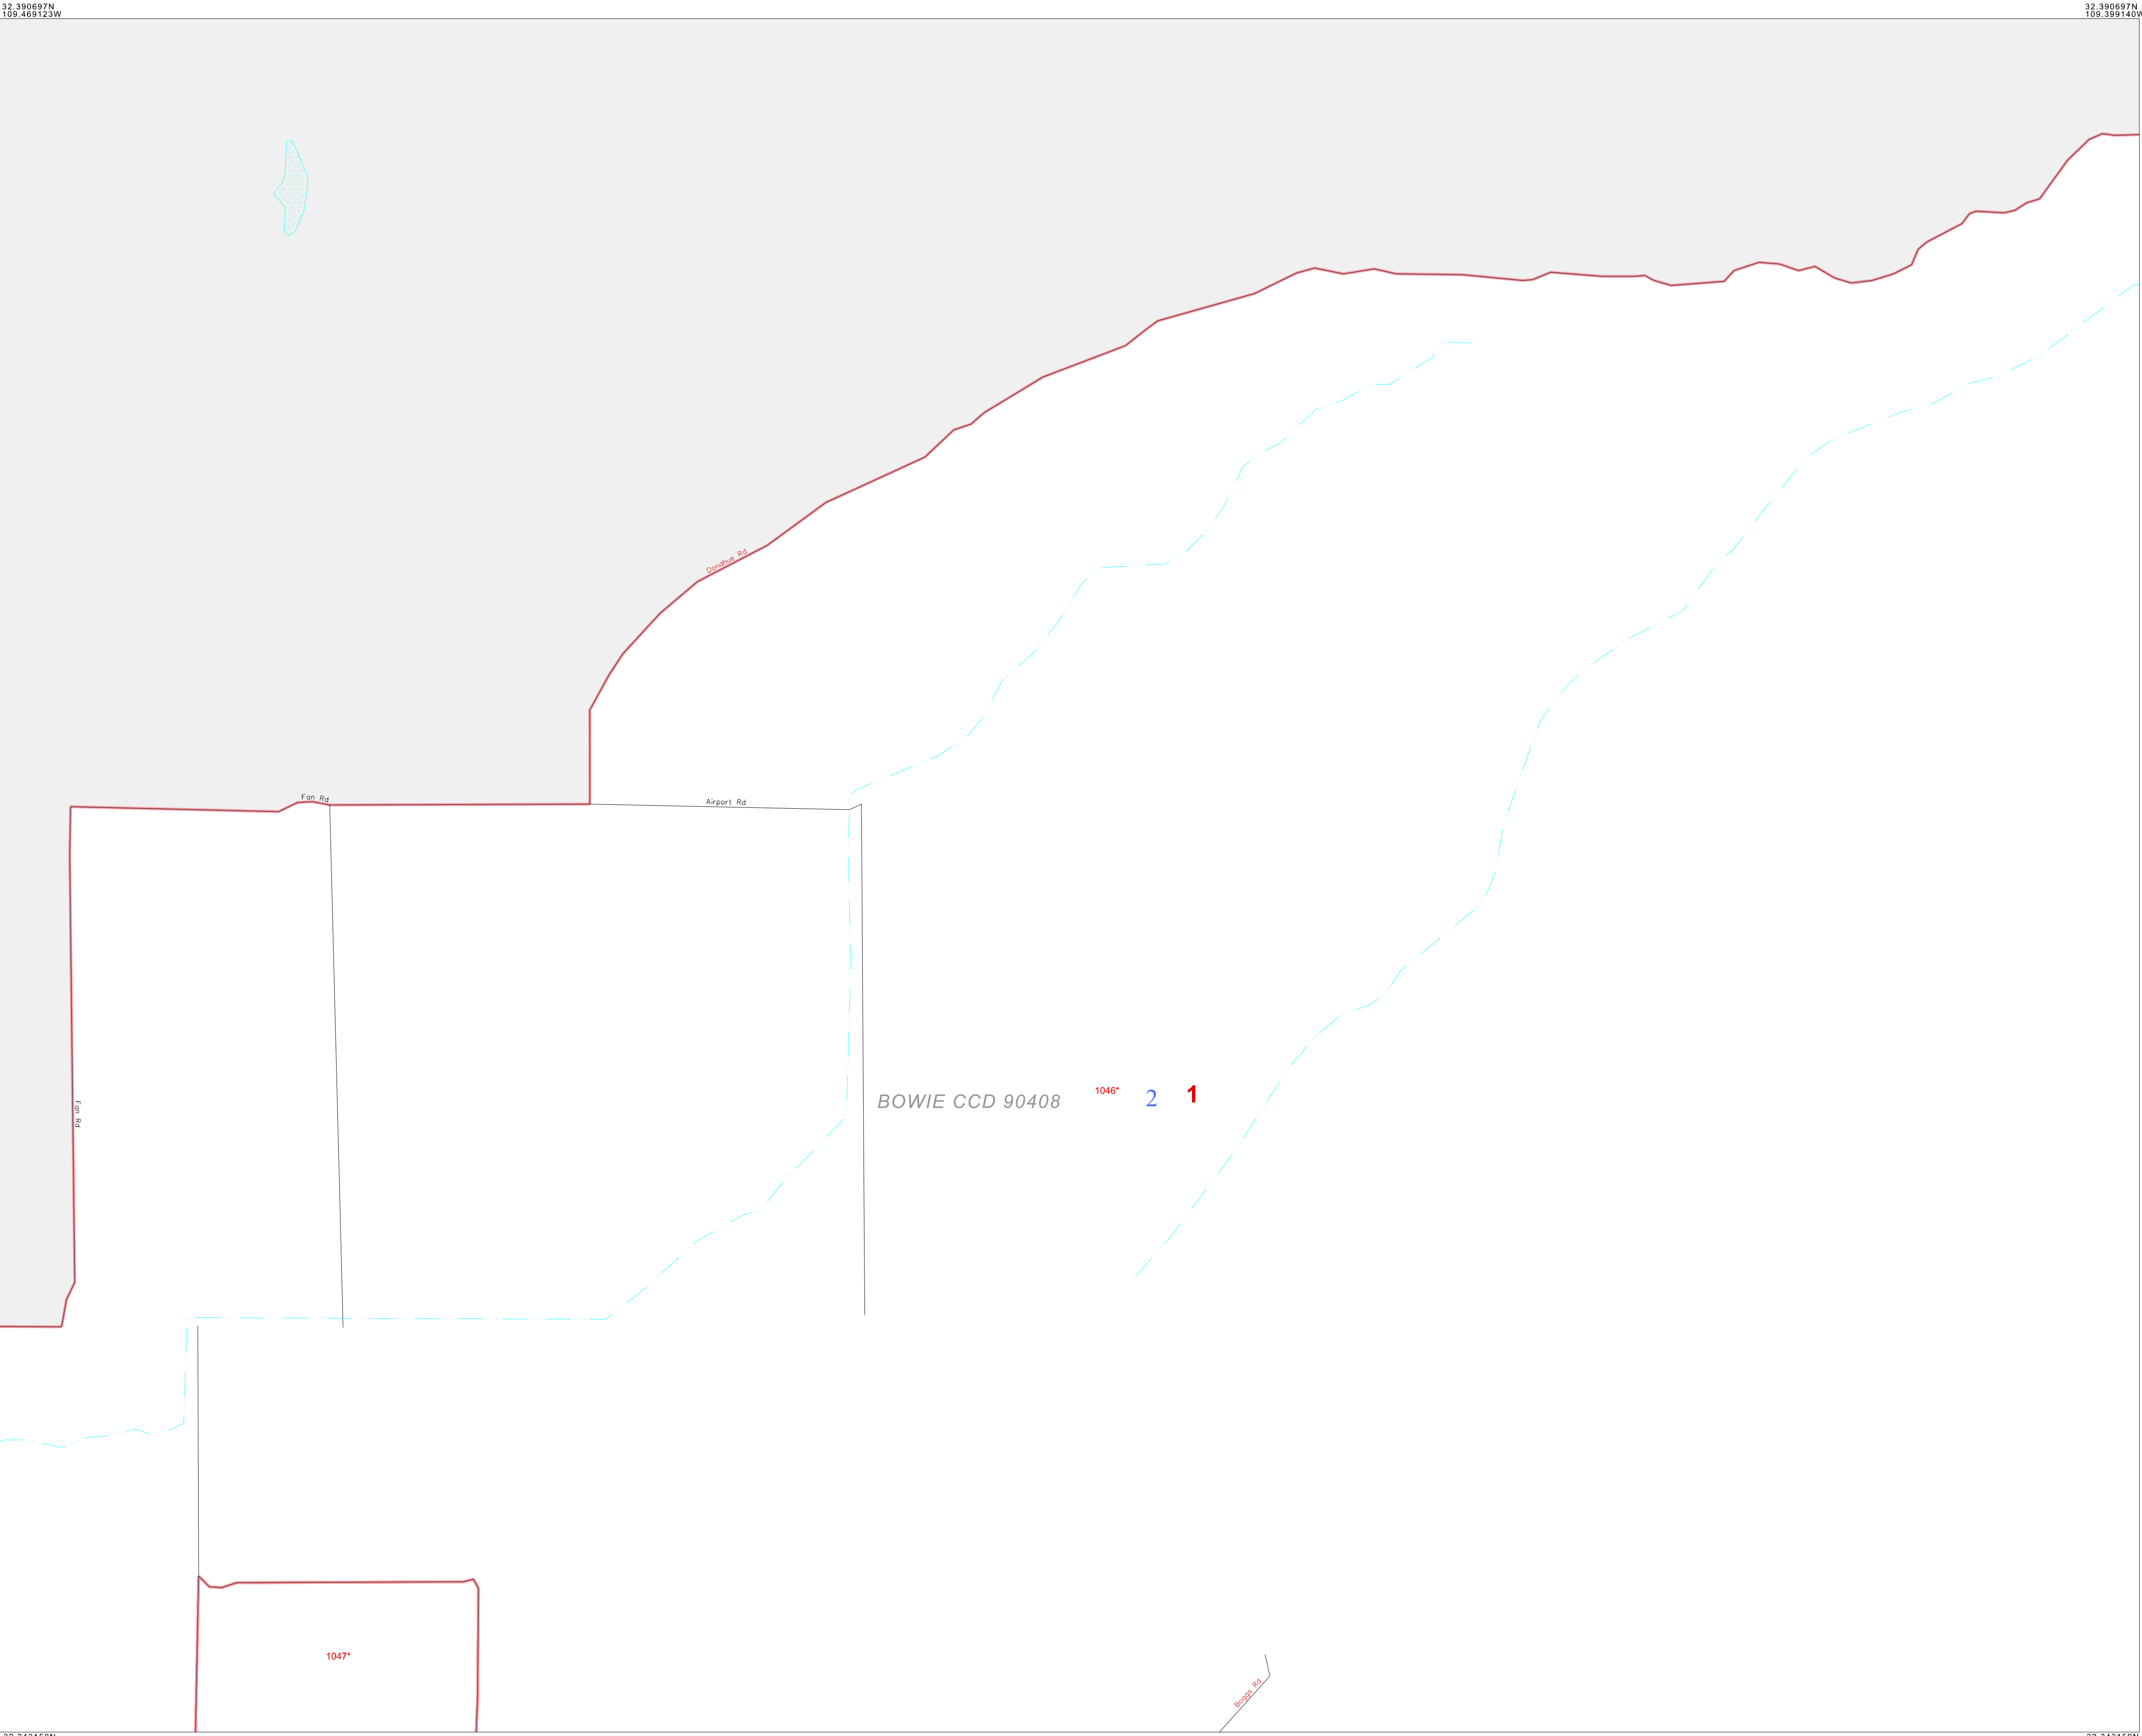 32.390697N
109.469123W
32.390697N
109.399140W
Donahue Rd
Fan Rd
Airport Rd
Fan Rd
BOWIE CCD 90408
1046*
2
1
1047*
Boggs Rd